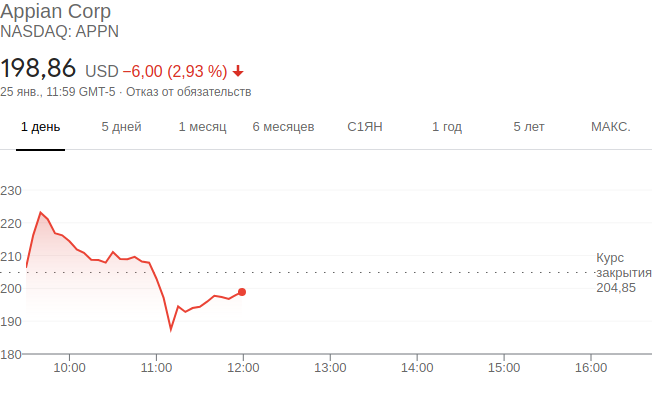 Appian Corp
NASDAQ: APPN
198,86 USD −6,00 (2,93 %)
25 янв., 11:59 GMT-5 · Отказ от обязательств
1 день 5 дней 1 месяц 6 месяцев С1ЯН 1 год 5 лет МАКС.
230
220
210
200
190
180
Курс
закрытия
204,85
10:00 11:00 12:00 13:00 14:00 15:00 16:00